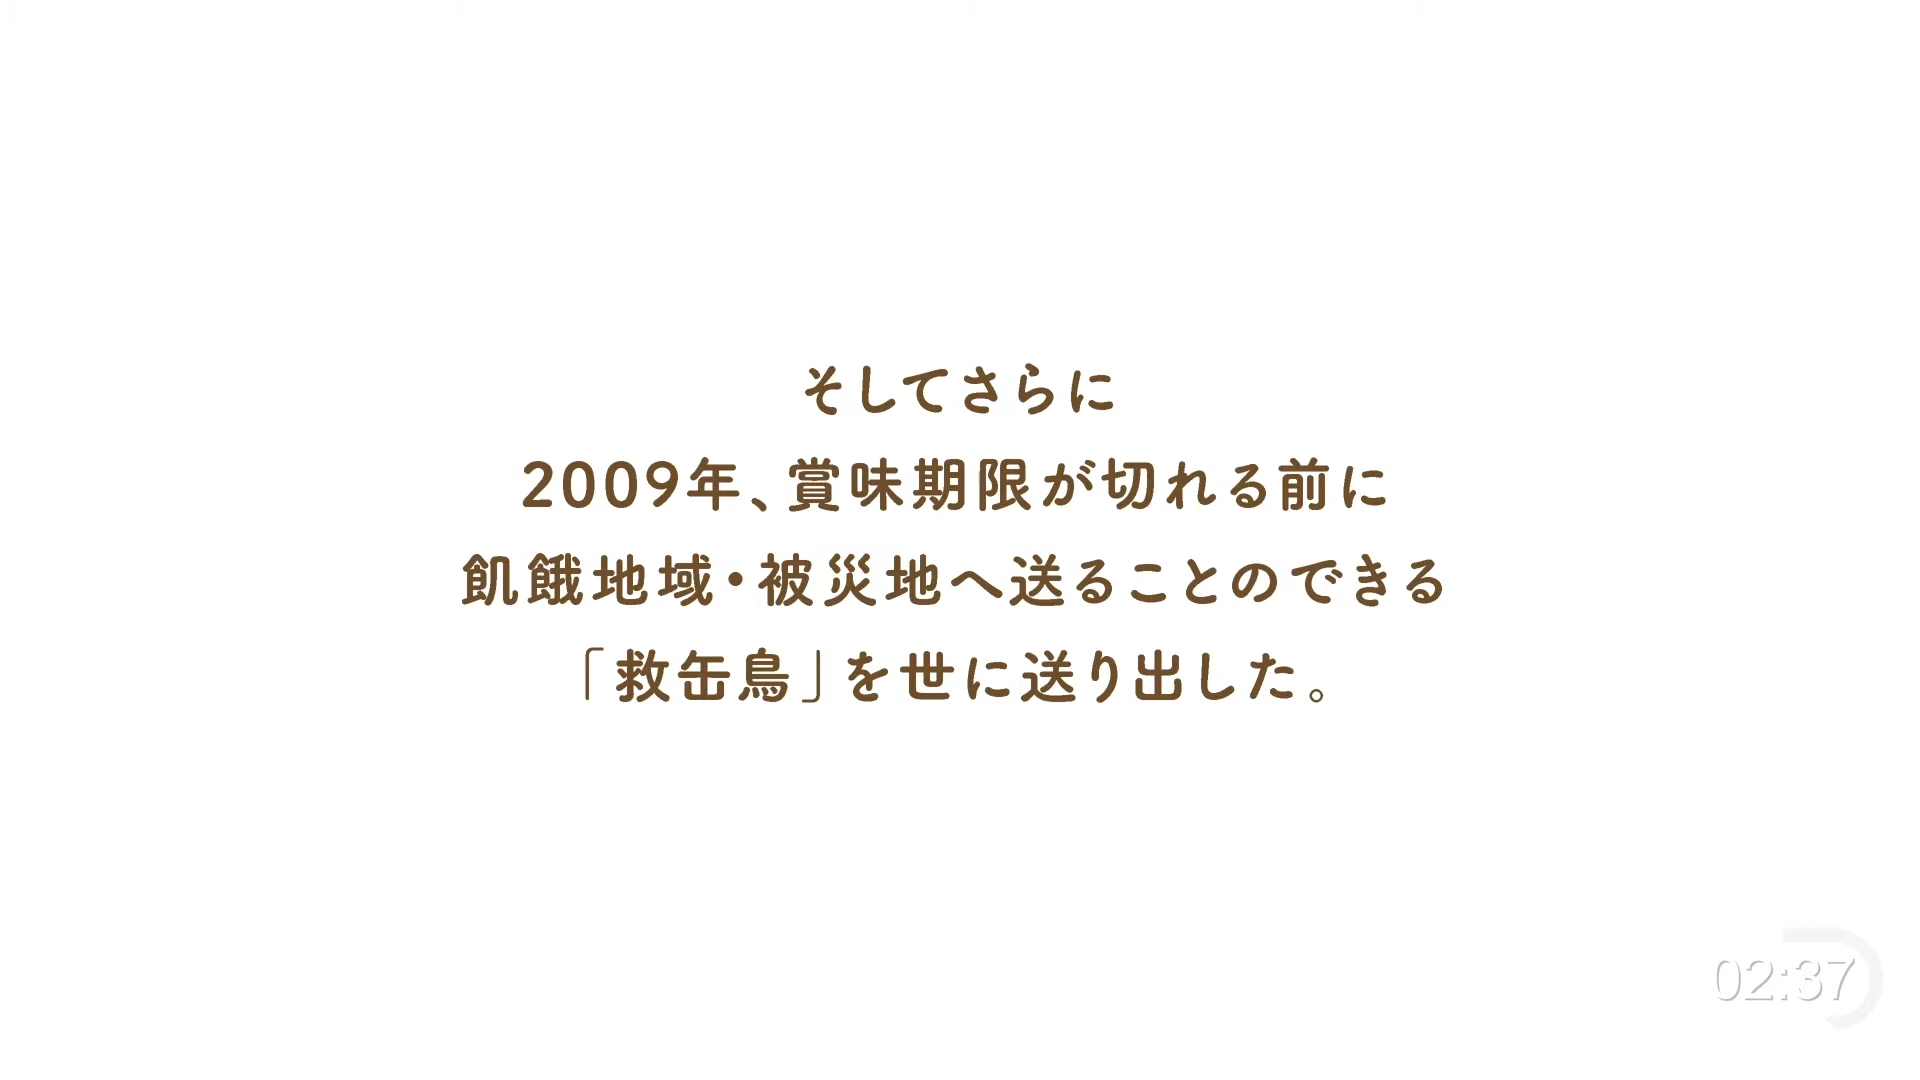 そしてさらに
2009年、賞味期限が切れる前に
飢餓地域・被災地へ送ることのできる
「救缶鳥」を世に送り出した。
02:37